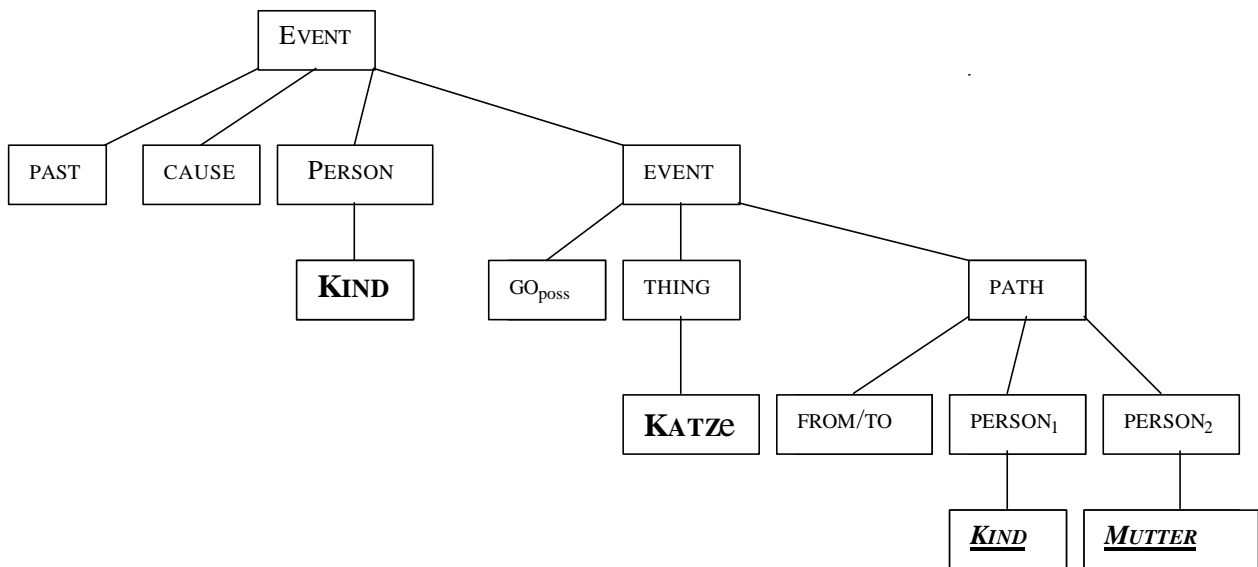 EVENT
PAST CAUSE PERSON EVENT
KIND GOposs THING PATH
KATZe FROM/TO PERSON1 PERSON2
KIND MUTTER